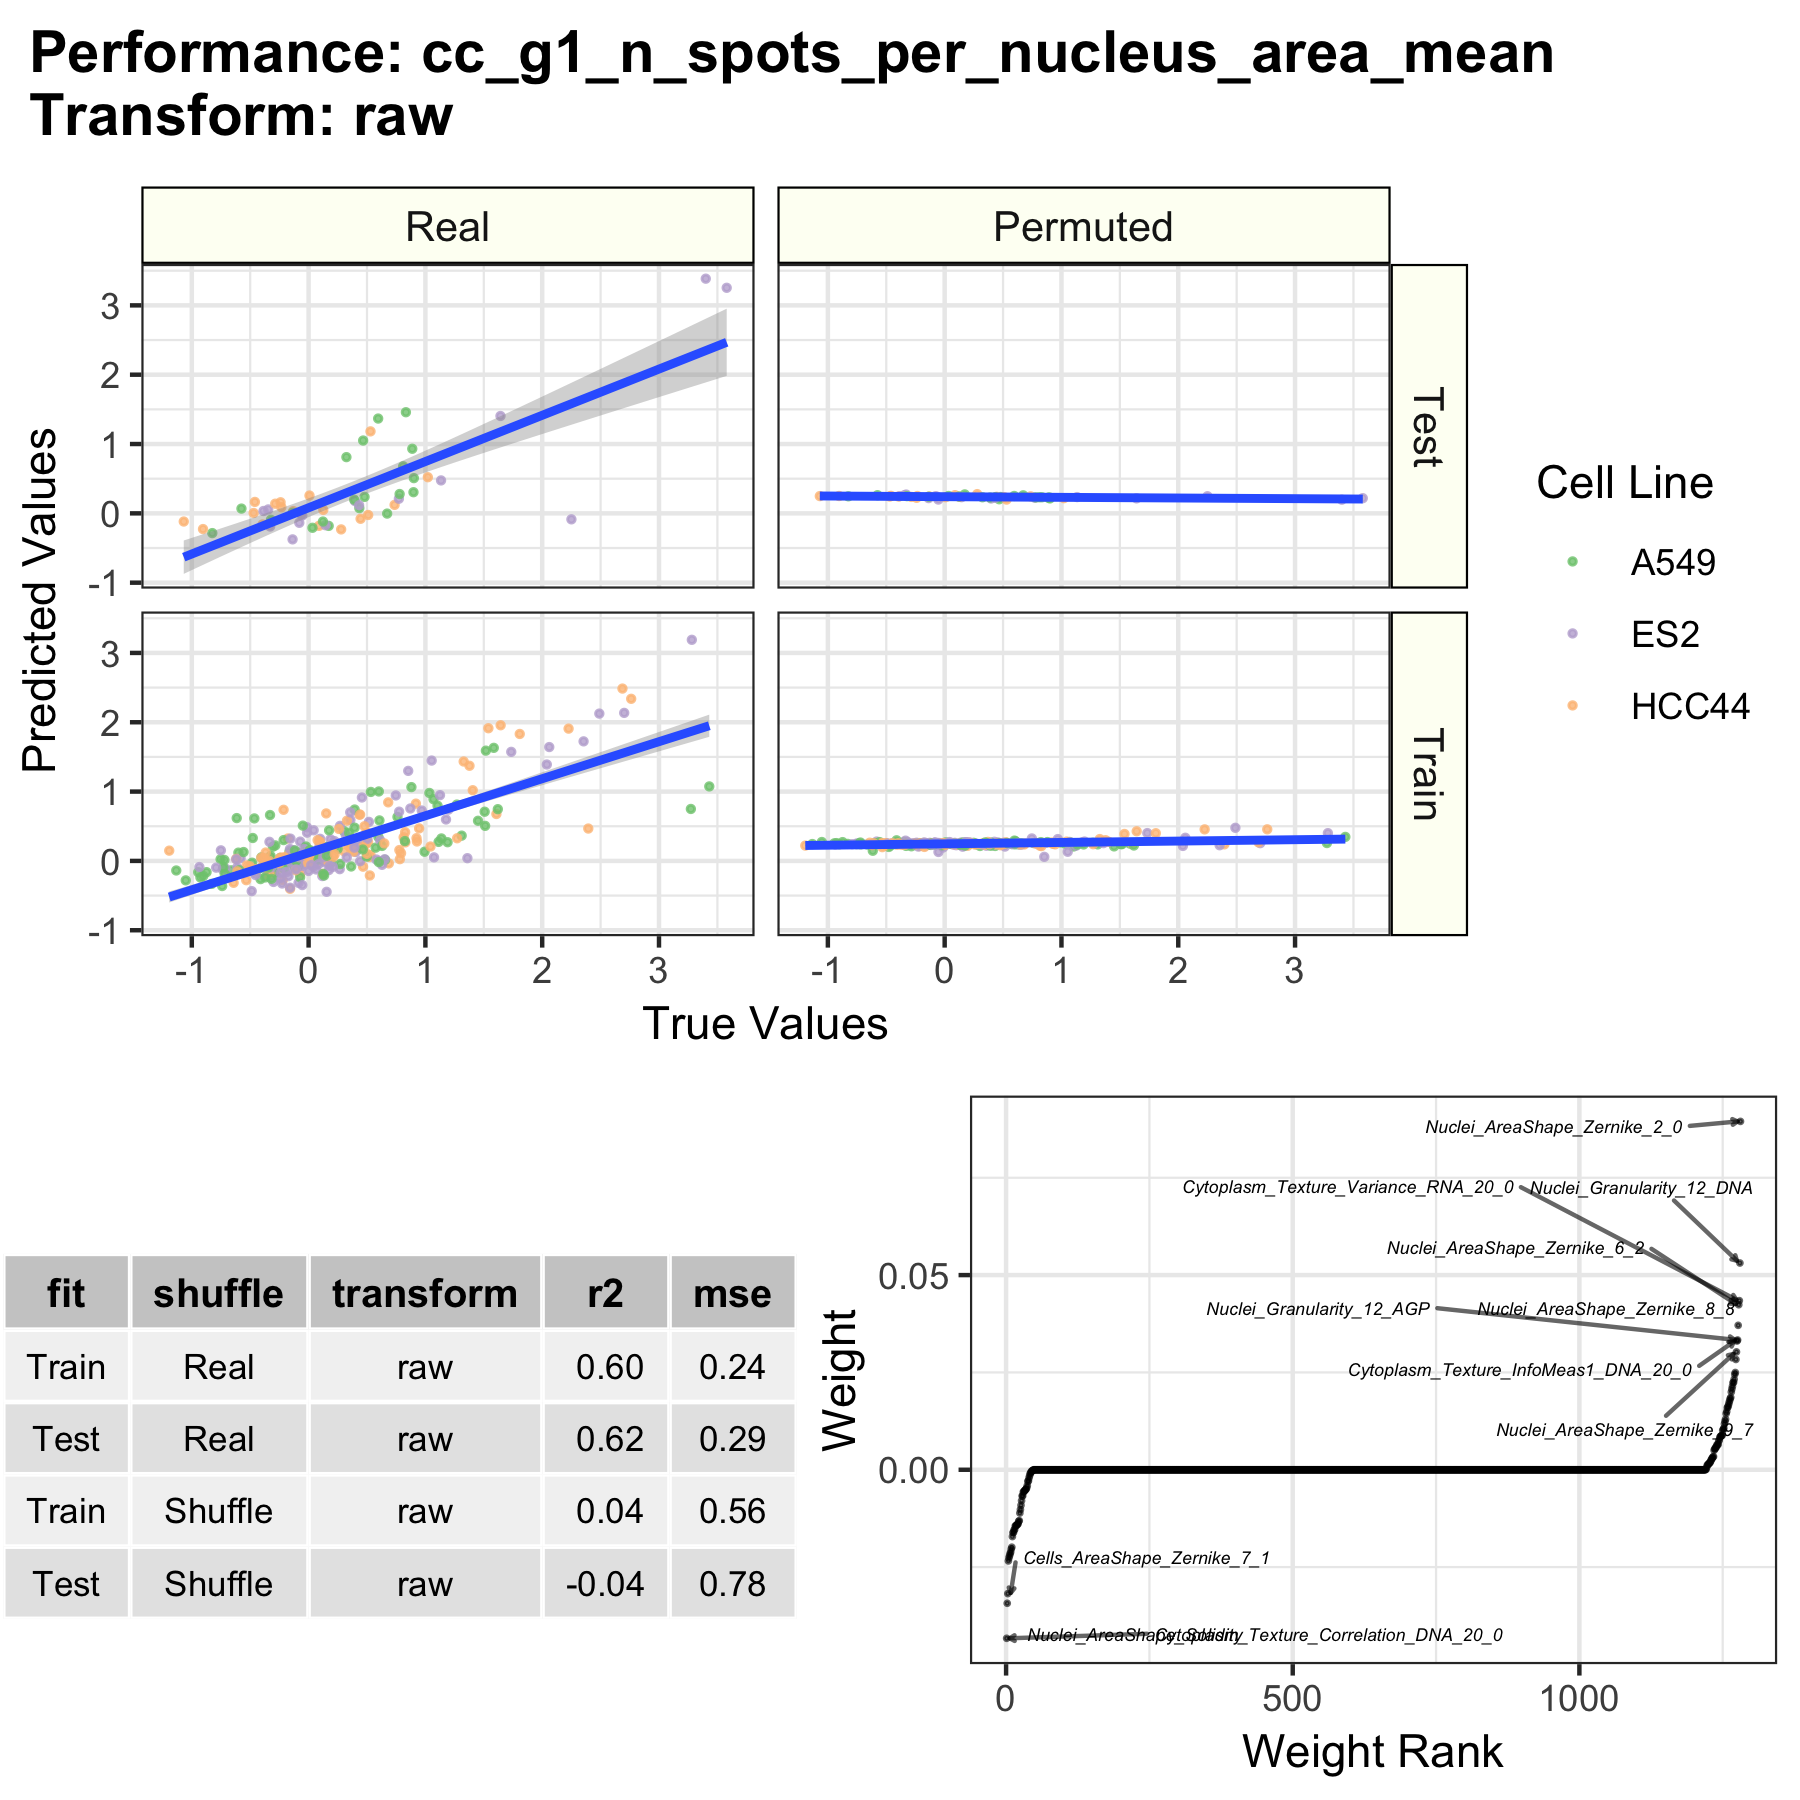 Performance: cc_g1_n_spots_per_nucleus_area_mean
Transform: raw
Real
Permuted
3
2
1
0
-1
Test
3
2
1
0
-1
Train
Predicted Values
-1 0 1 2 3
-1 0 1 2 3
True Values
Cell Line
A549
ES2
HCC44
fit shuffle transform r2 mse
Train Real raw 0.60 0.24
Test Real raw 0.62 0.29
Train Shuffle raw 0.04 0.56
Test Shuffle raw -0.04 0.78
Nuclei_AreaShape_Zernike_2_0
Cytoplasm_Texture_Variance_RNA_20_0
Nuclei_Granularity_12_DNA
Nuclei_AreaShape_Zernike_6_2
Nuclei_Granularity_12_AGP
Nuclei_AreaShape_Zernike_8_8
Cytoplasm_Texture_InfoMeas1_DNA_20_0
Nuclei_AreaShape_Zernike_9_7
Cells_AreaShape_Zernike_7_1
Nuclei_AreaShape_Solidity
Cytoplasm_Texture_Correlation_DNA_20_0
0.05
0.00
Weight
0 500 1000
Weight Rank